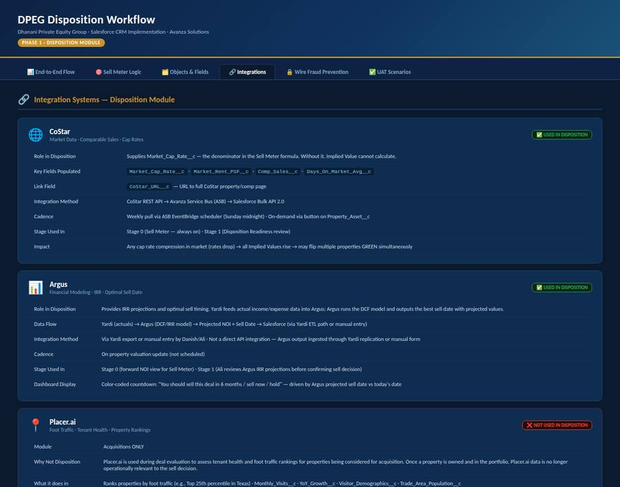 DPEG Disposition Workflow
Dhanani Private Equity Group · Salesforce CRM Implementation · Avanza Solutions
PHASE 1 · DISPOSITION MODULE
End-to-End Flow
Sell Meter Logic
Objects & Fields
Integrations
Wire Fraud Prevention
UAT Scenarios
Integration Systems — Disposition Module
CoStar
Market Data · Comparable Sales · Cap Rates
USED IN DISPOSITION
Role in Disposition Supplies Market_Cap_Rate__c — the denominator in the Sell Meter formula. Without it, Implied Value cannot calculate.
Key Fields Populated Market_Cap_Rate__c · Market_Rent_PSF__c · Comp_Sales__c · Days_On_Market_Avg__c
Link Field CoStar_URL__c — URL to full CoStar property/comp page
Integration Method CoStar REST API → Avanza Service Bus (ASB) → Salesforce Bulk API 2.0
Cadence Weekly pull via ASB EventBridge scheduler (Sunday midnight) · On-demand via button on Property_Asset__c
Stage Used In Stage 0 (Sell Meter — always on) · Stage 1 (Disposition Readiness review)
Impact Any cap rate compression in market (rates drop) → all Implied Values rise → may flip multiple properties GREEN simultaneously
Argus
Financial Modeling · IRR · Optimal Sell Date
USED IN DISPOSITION
Role in Disposition Provides IRR projections and optimal sell timing. Yardi feeds actual income/expense data into Argus; Argus runs the DCF model and outputs the best sell date with projected values.
Data Flow Yardi (actuals) → Argus (DCF/IRR model) → Projected NOI + Sell Date → Salesforce (via Yardi ETL path or manual entry)
Integration Method Via Yardi export or manual entry by Danish/Ali · Not a direct API integration — Argus output ingested through Yardi replication or manual form
Cadence On property valuation update (not scheduled)
Stage Used In Stage 0 (forward NOI view for Sell Meter) · Stage 1 (Ali reviews Argus IRR projections before confirming sell decision)
Dashboard Display Color-coded countdown: "You should sell this deal in 6 months / sell now / hold" — driven by Argus projected sell date vs today's date
Placer.ai
Foot Traffic · Tenant Health · Property Rankings
NOT USED IN DISPOSITION
Module Acquisitions ONLY
Why Not Disposition Placer.ai is used during deal evaluation to assess tenant health and foot traffic rankings for properties being considered for acquisition. Once a property is owned and in the portfolio, Placer.ai data is no longer
operationally relevant to the sell decision.
What it does in Ranks properties by foot traffic (e.g., Top 25th percentile in Texas) · Monthly_Visits__c · YoY_Growth__c · Visitor_Demographics__c · Trade_Area_Population__c